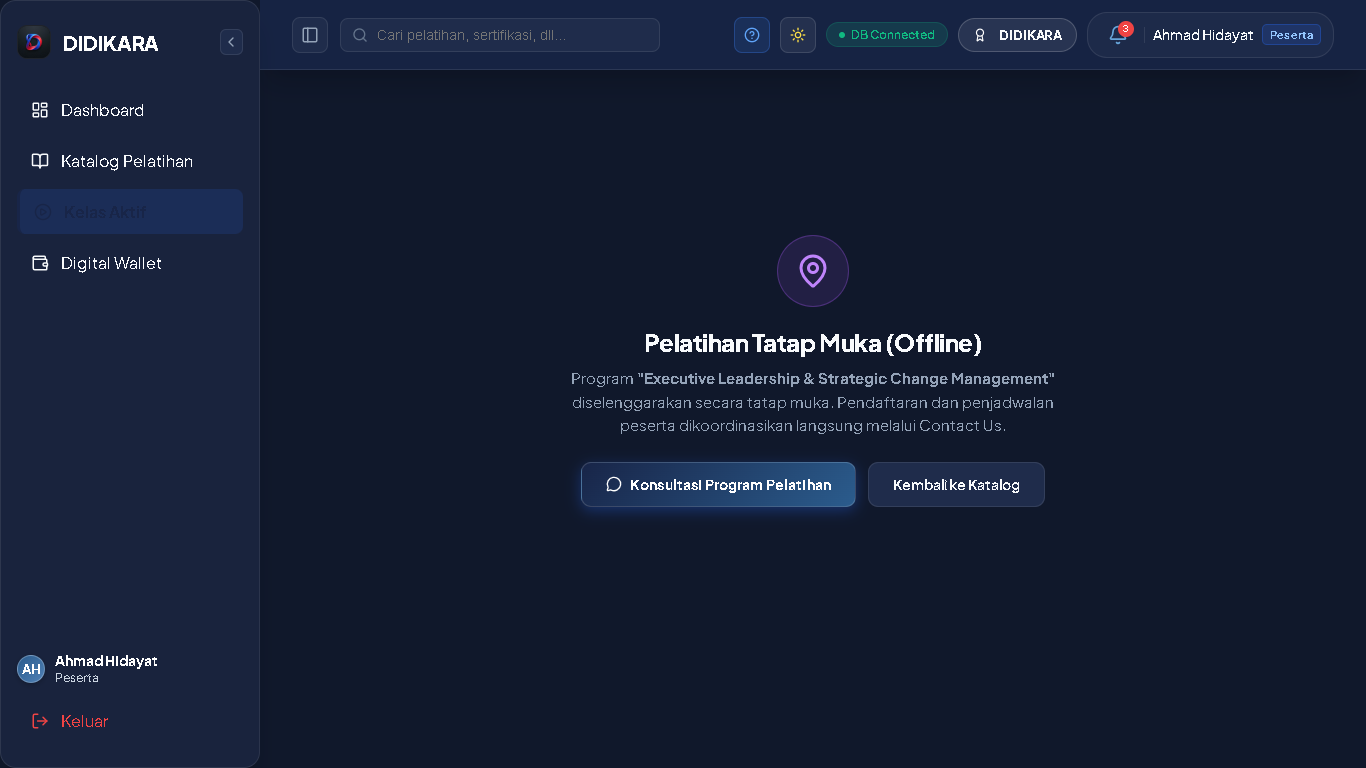 DIDIKARA
Dashboard
Katalog Pelatihan
Kelas Aktif
Digital Wallet
AH
Ahmad Hidayat
Peserta
Keluar
Cari pelatihan, sertifikasi, dll...
DB Connected
DIDIKARA
3
Ahmad Hidayat
Peserta
Pelatihan Tatap Muka (Offline)
Program "Executive Leadership & Strategic Change Management"
diselenggarakan secara tatap muka. Pendaftaran dan penjadwalan
peserta dikoordinasikan langsung melalui Contact Us.
Konsultasi Program Pelatihan
Kembali ke Katalog